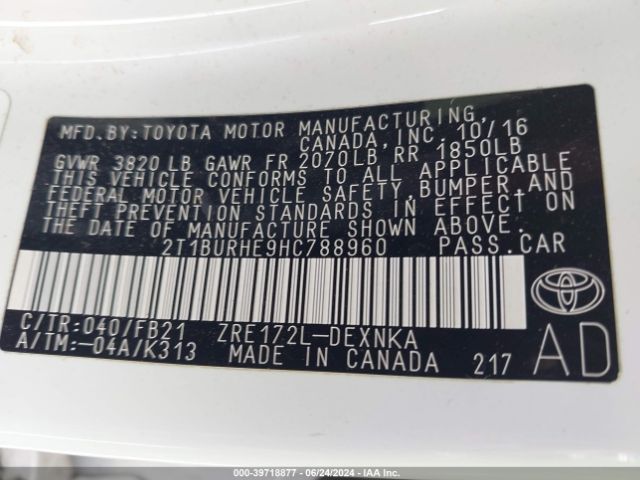 MFD. BY: TOYOTA MOTOR MANUFACTURING,
CANADA, INC. 10/16
GVWR 3820 LB GAWR FR 2070LB RR 1850LB
THIS VEHICLE CONFORMS TO ALL APPLICABLE
FEDERAL MOTOR VEHICLE SAFETY, BUMPER, AND
THEFT PREVENTION STANDARDS IN EFFECT ON
THE DATE OF MANUFACTURE SHOWN ABOVE.
2T1BURHE9HC788960 PASS. CAR
C/TR: 040/FB21 ZRE172L-DEXNKA
A/TM: -04A/K313 MADE IN CANADA 217
AD
000-39718877 - 06/24/2024 - IAA Inc.